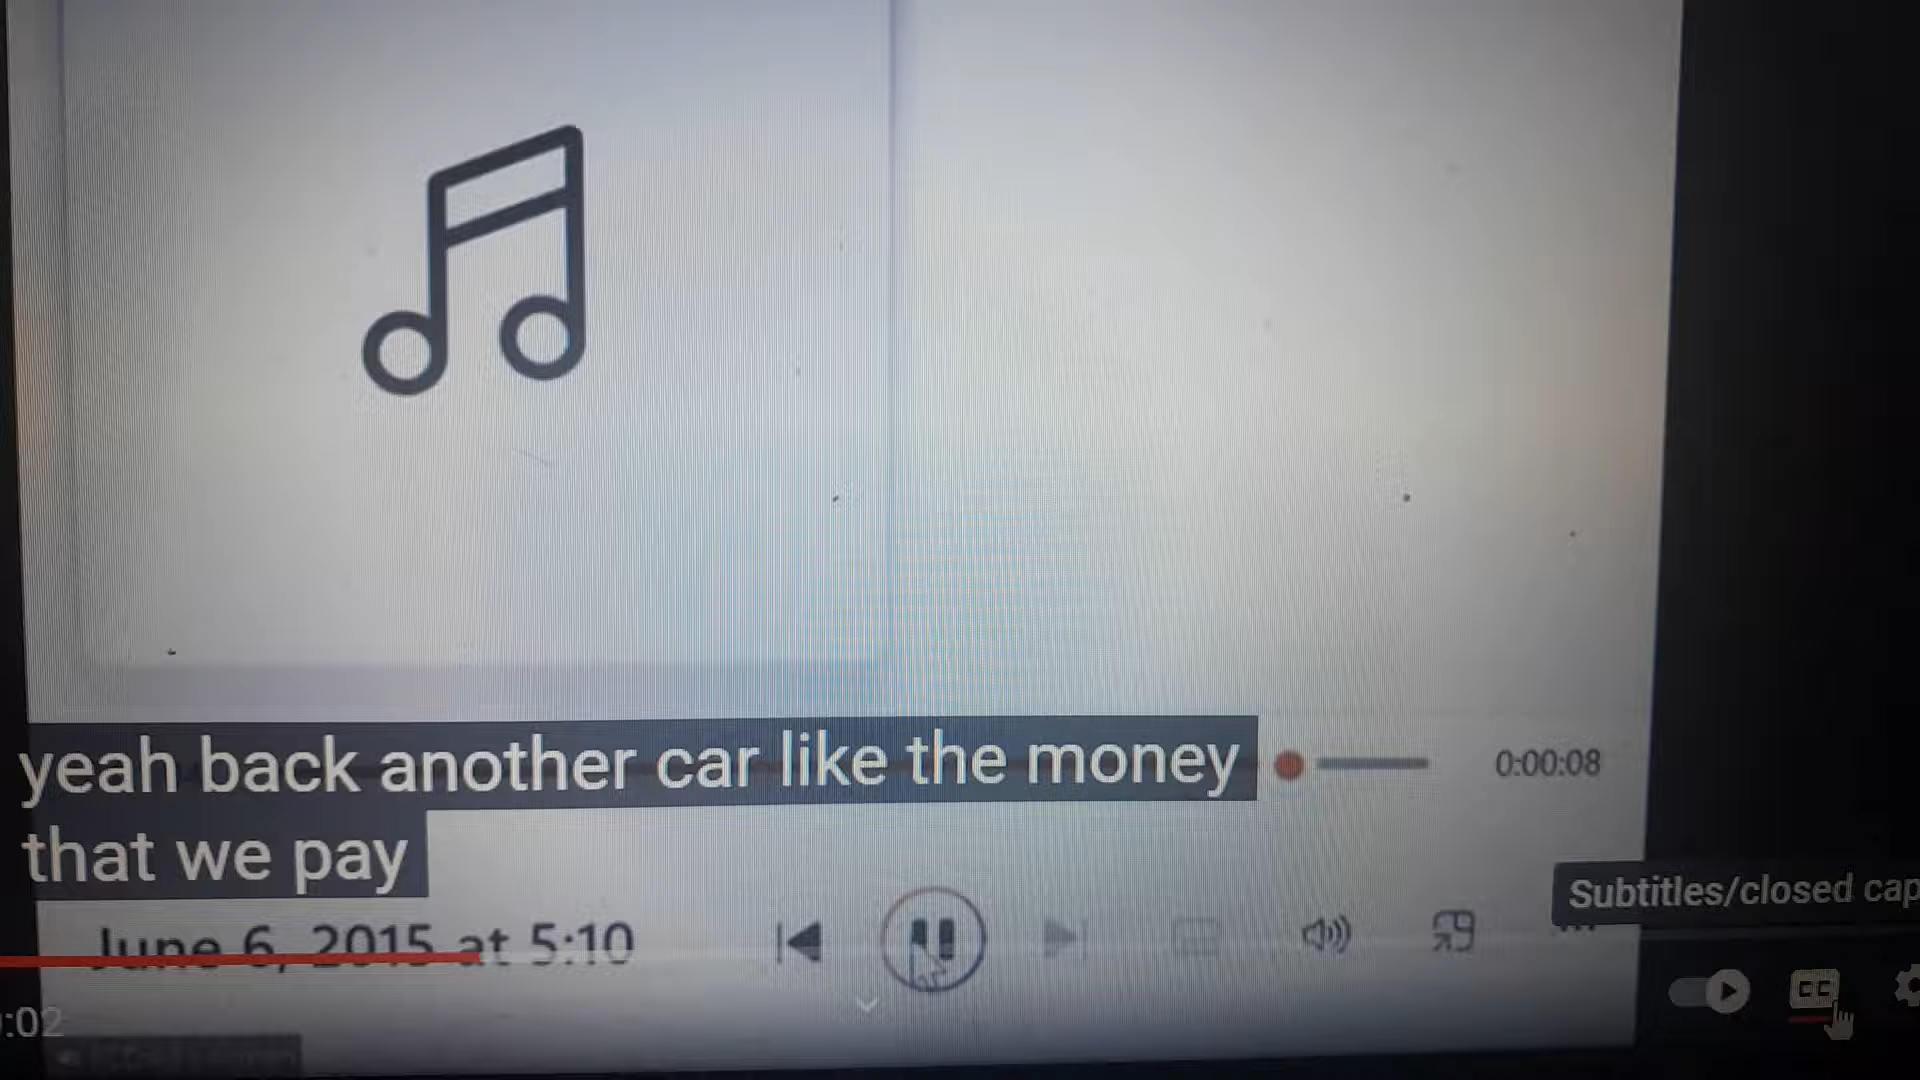 yeah back another car like the money
0:00:08
that we pay
Subtitles/closed cap
June 6, 2015 at 5:10
CC
:02